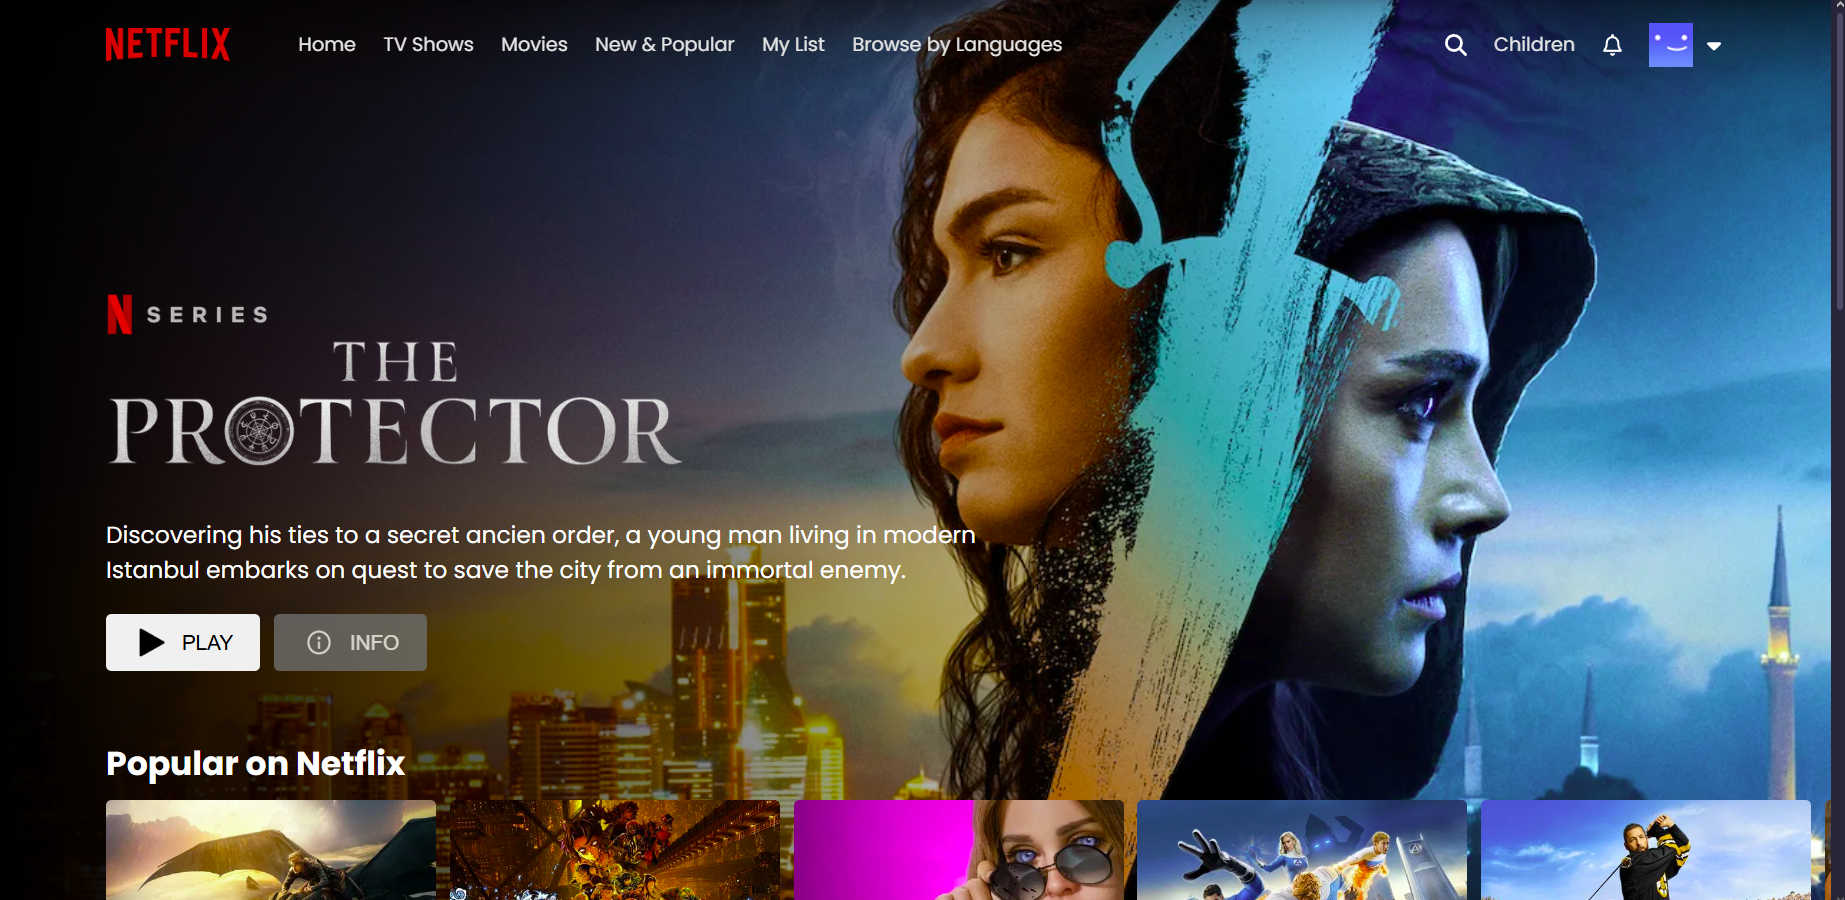 NETFLIX
Home
TV Shows
Movies
New & Popular
My List
Browse by Languages
Children
N SERIES
THE
PROTECTOR
Discovering his ties to a secret ancien order, a young man living in modern
Istanbul embarks on quest to save the city from an immortal enemy.
PLAY
INFO
Popular on Netflix